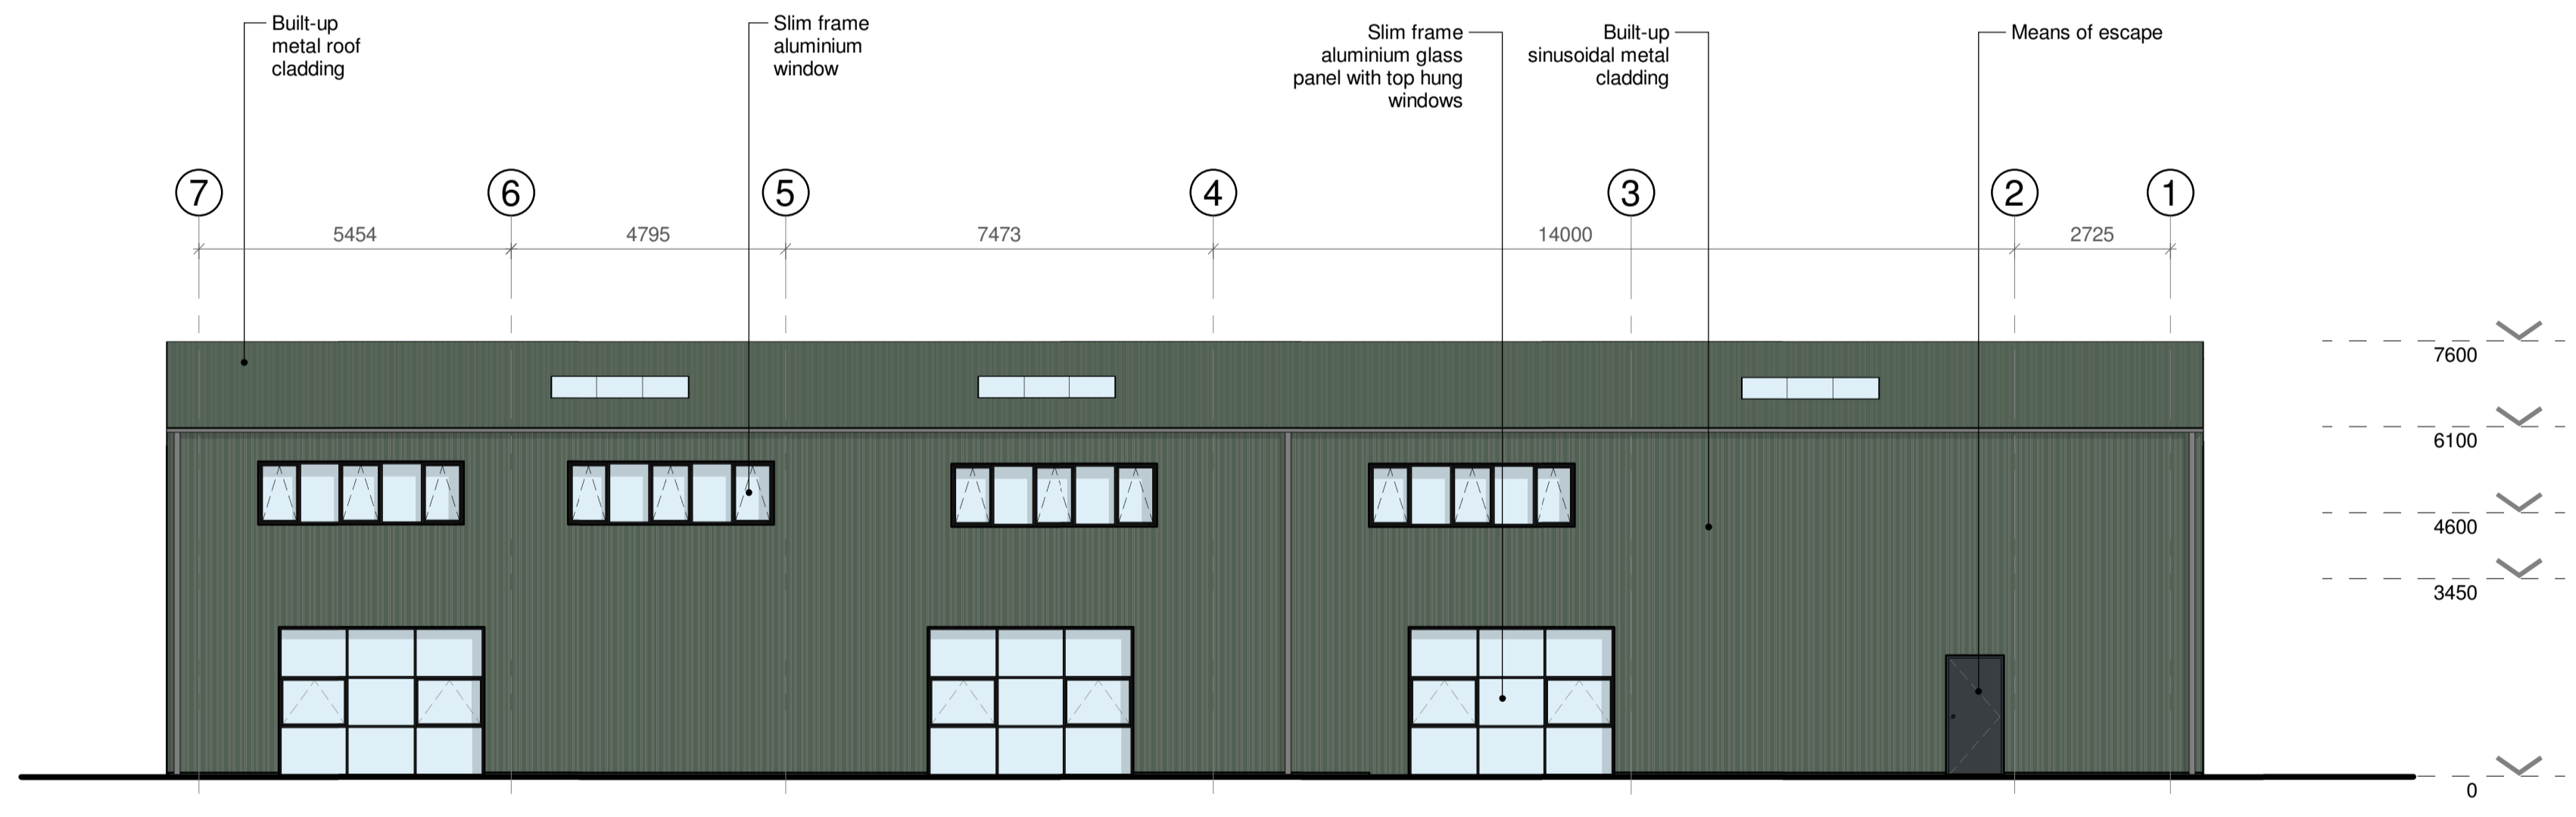 Built-up
metal roof
cladding
Slim frame
aluminium
window
Slim frame
aluminium glass
panel with top hung
windows
Built-up
sinusoidal metal
cladding
Means of escape
7
6
5
4
3
2
1
5454
4795
7473
14000
2725
7600
6100
4600
3450
0